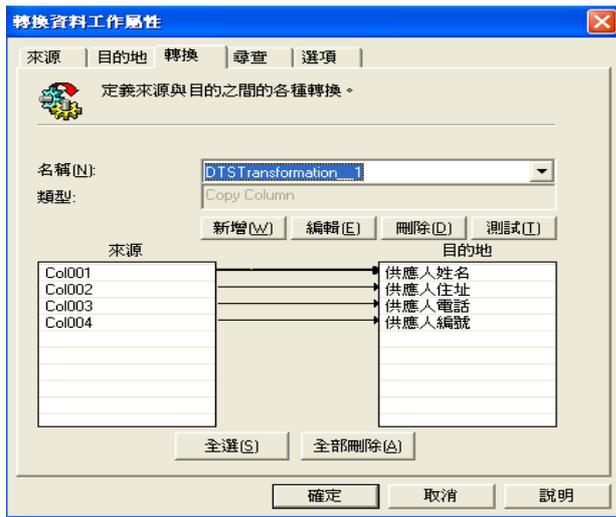 轉換資料工作屬性
來源 目的地 轉換 尋查 選項
定義來源與目的之間的各種轉換。
名稱(N): DTSTransformation__1
類型: Copy Column
新增(W) 編輯(E) 刪除(D) 測試(T)
來源 目的地
Col001 供應人姓名
Col002 供應人住址
Col003 供應人電話
Col004 供應人編號
全選(S) 全部刪除(A)
確定 取消 說明